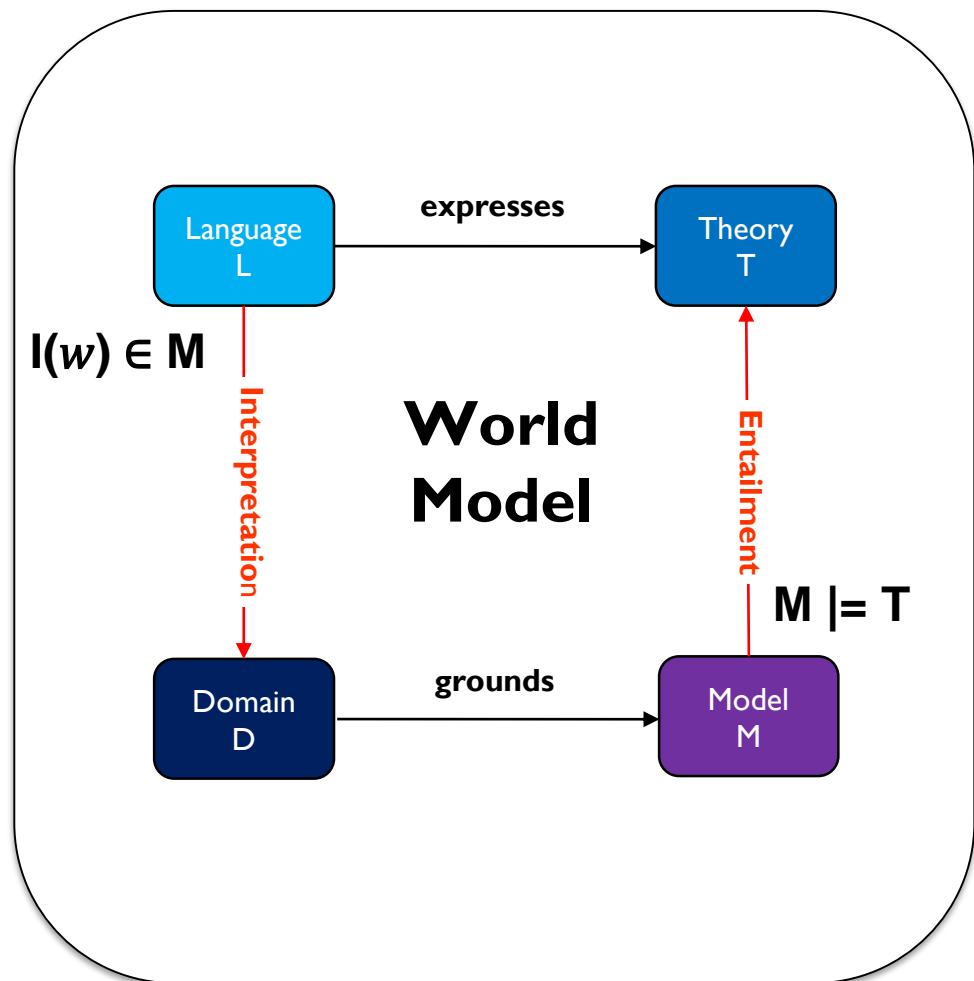 expresses
Language
L
Theory
T
I(w) ∈ M
Interpretation
World
Model
Entailment
M |= T
grounds
Domain
D
Model
M